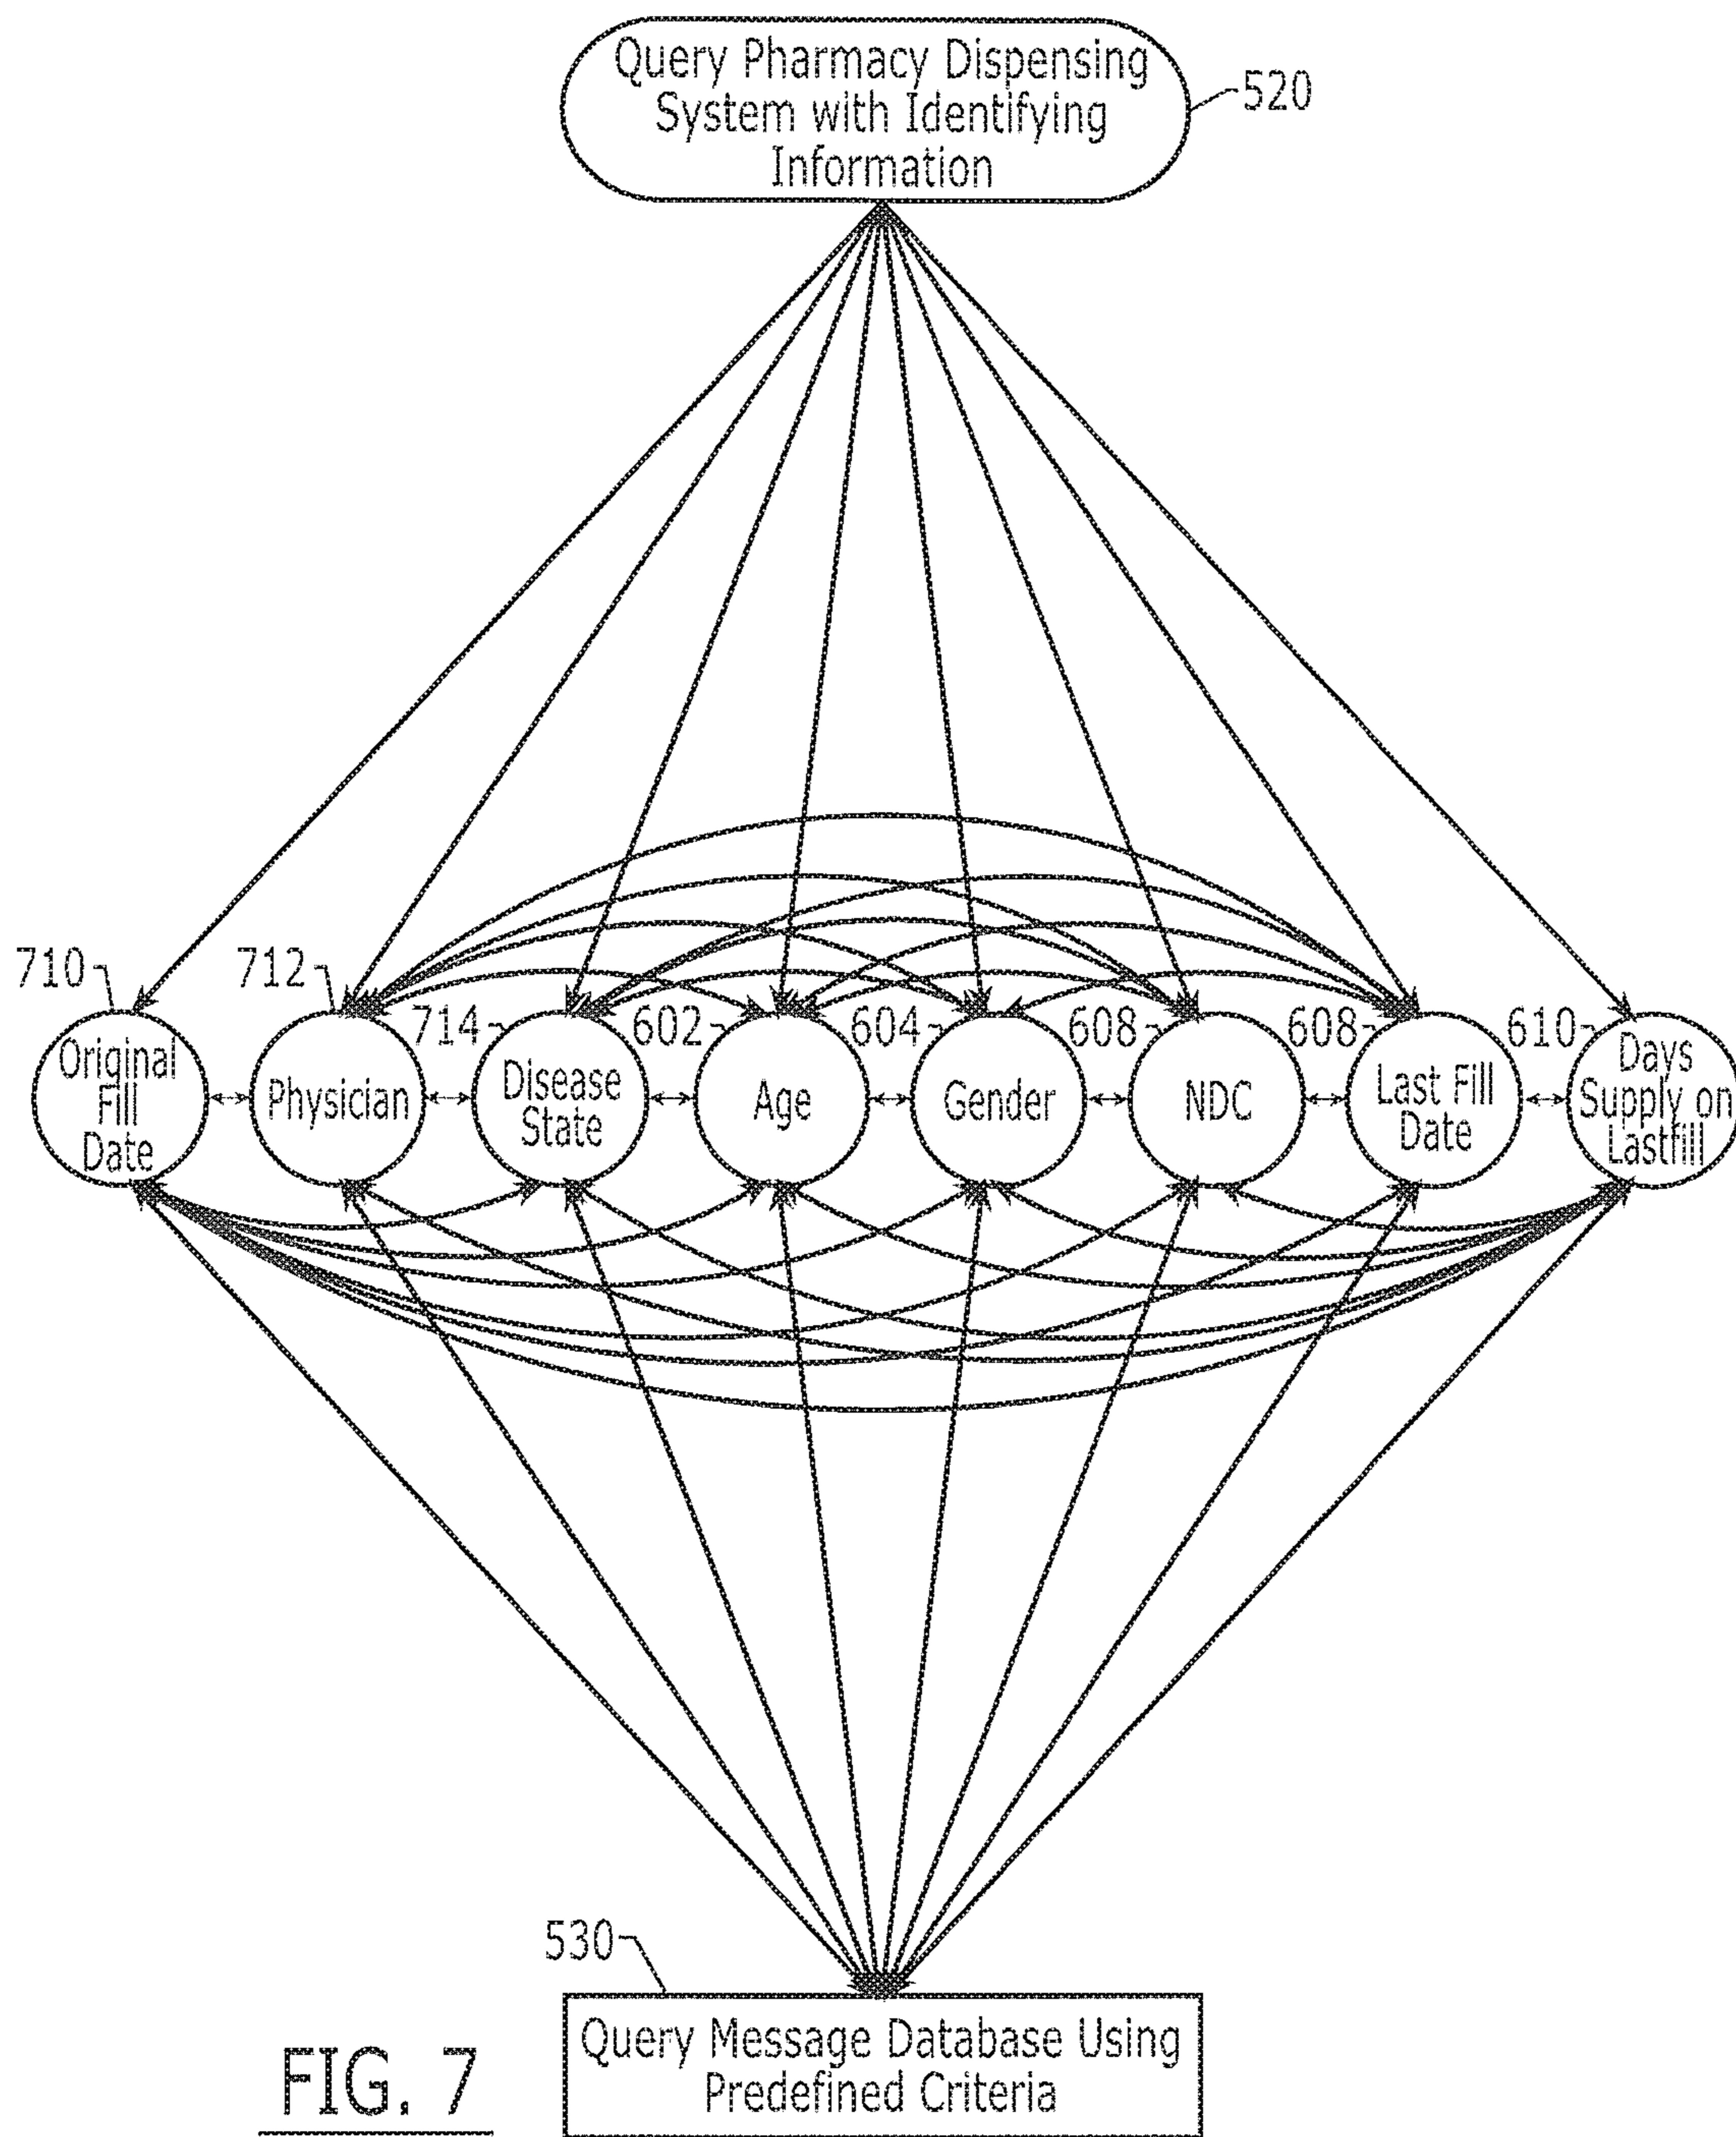 Query Pharmacy Dispensing
System with Identifying
Information
520
710
712
714
602
604
608
608
610
Original
Fill
Date
Physician
Disease
State
Age
Gender
NDC
Last Fill
Date
Days
Supply on
Lastfill
530
Query Message Database Using
Predefined Criteria
FIG. 7